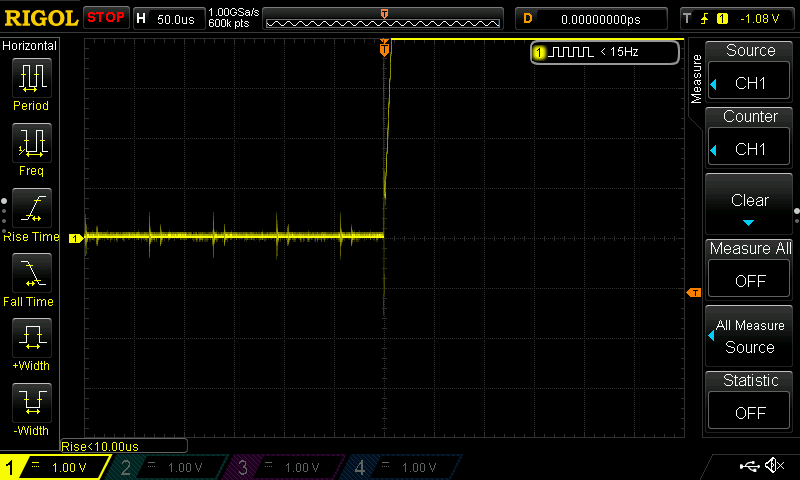 RIGOL STOP H 50.0us 1.00GSa/s 600k pts D 0.00000000ps T 1 -1.08 V
T
Horizontal
Period
Freq
Rise Time
Fall Time
+Width
-Width
1 < 15Hz
T
1
T
Measure
Source
CH1
Counter
CH1
Clear
Measure All
OFF
All Measure
Source
Statistic
OFF
Rise<10.00us
1 1.00 V 2 1.00 V 3 1.00 V 4 1.00 V